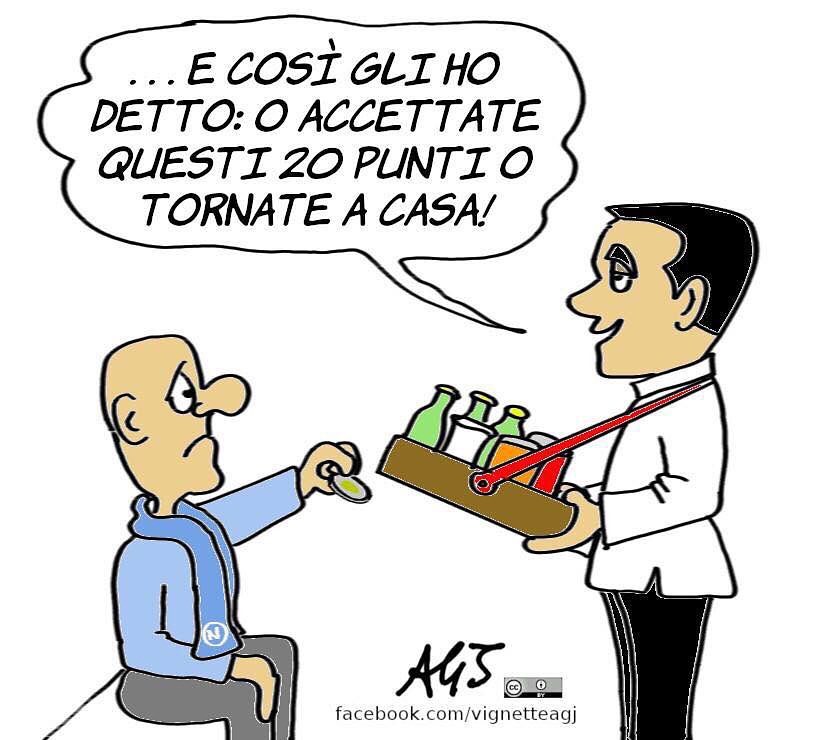 ...E COSÌ GLI HO
DETTO: O ACCETTATE
QUESTI 20 PUNTI O
TORNATE A CASA!
N
AGJ
cc BY
facebook.com/vignetteagj